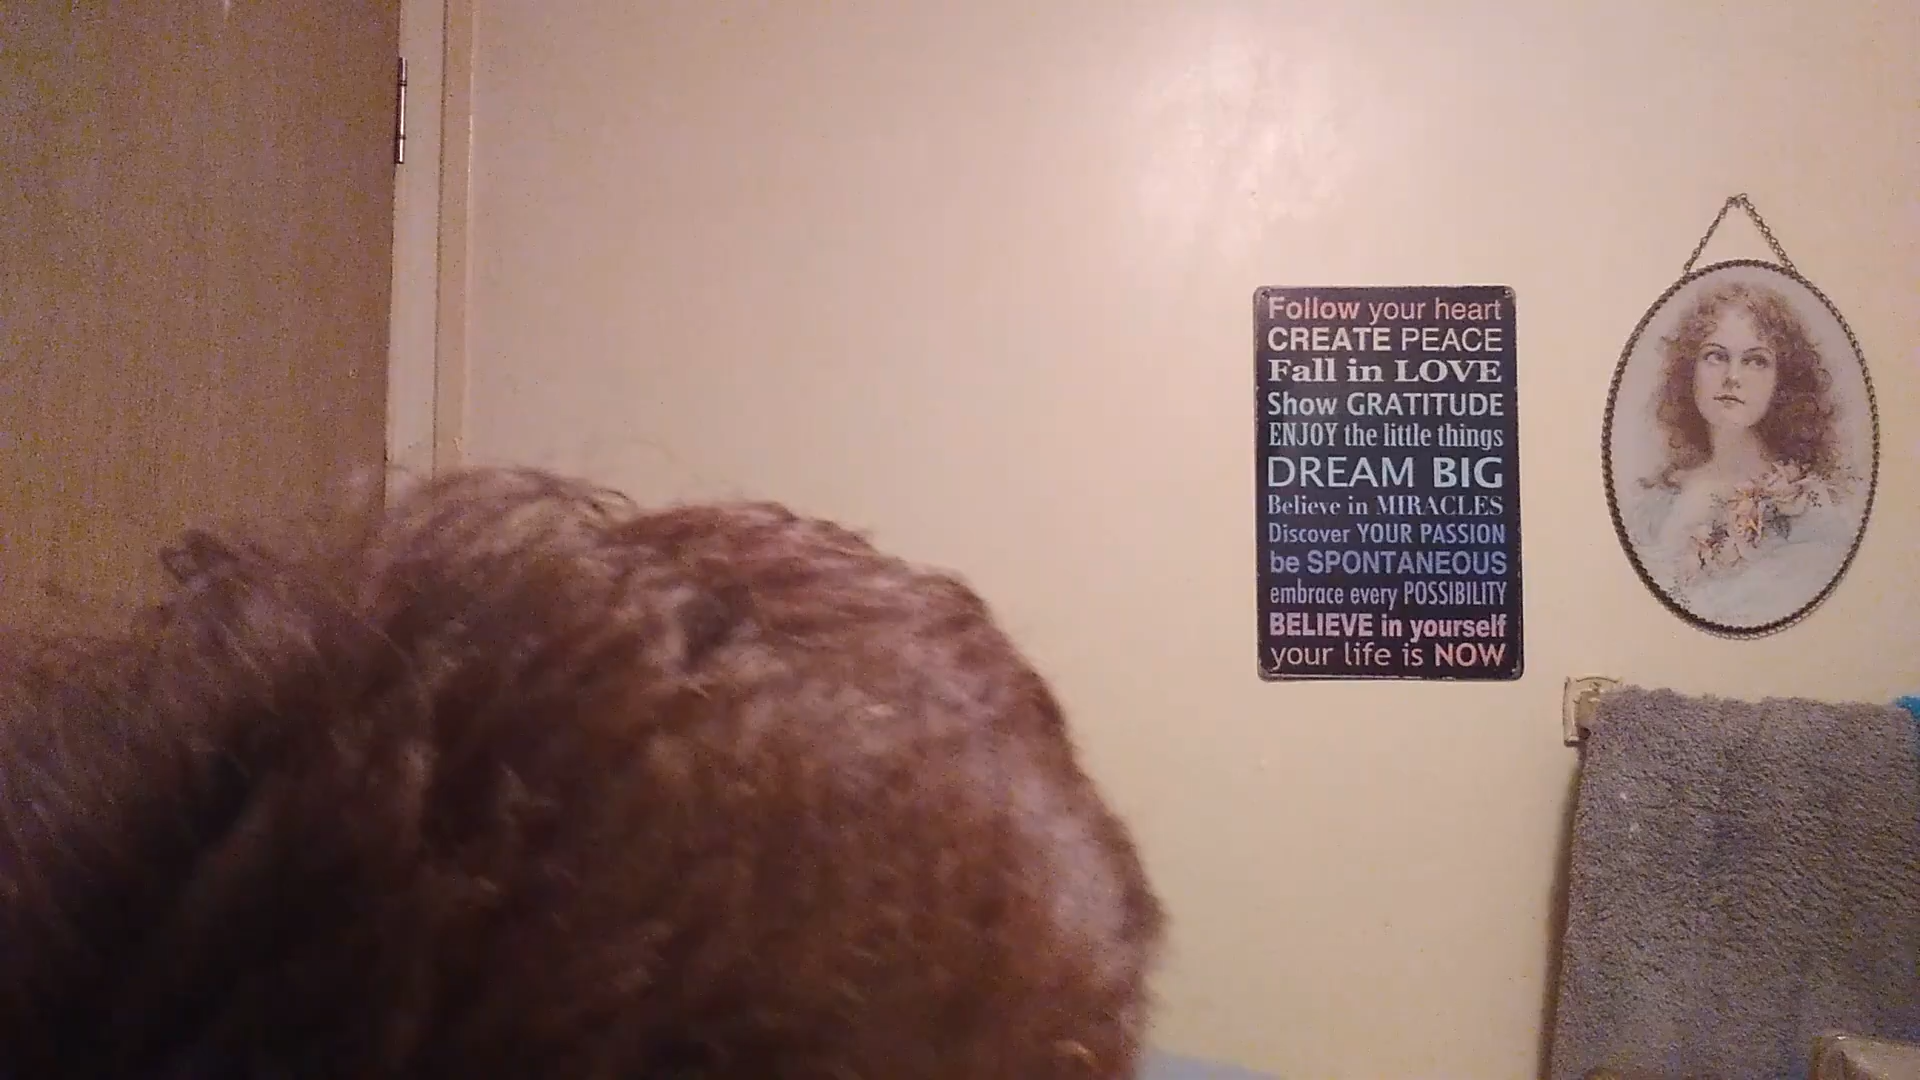 Follow your heart
CREATE PEACE
Fall in LOVE
Show GRATITUDE
ENJOY the little things
DREAM BIG
Believe in MIRACLES
Discover YOUR PASSION
be SPONTANEOUS
embrace every POSSIBILITY
BELIEVE in yourself
your life is NOW